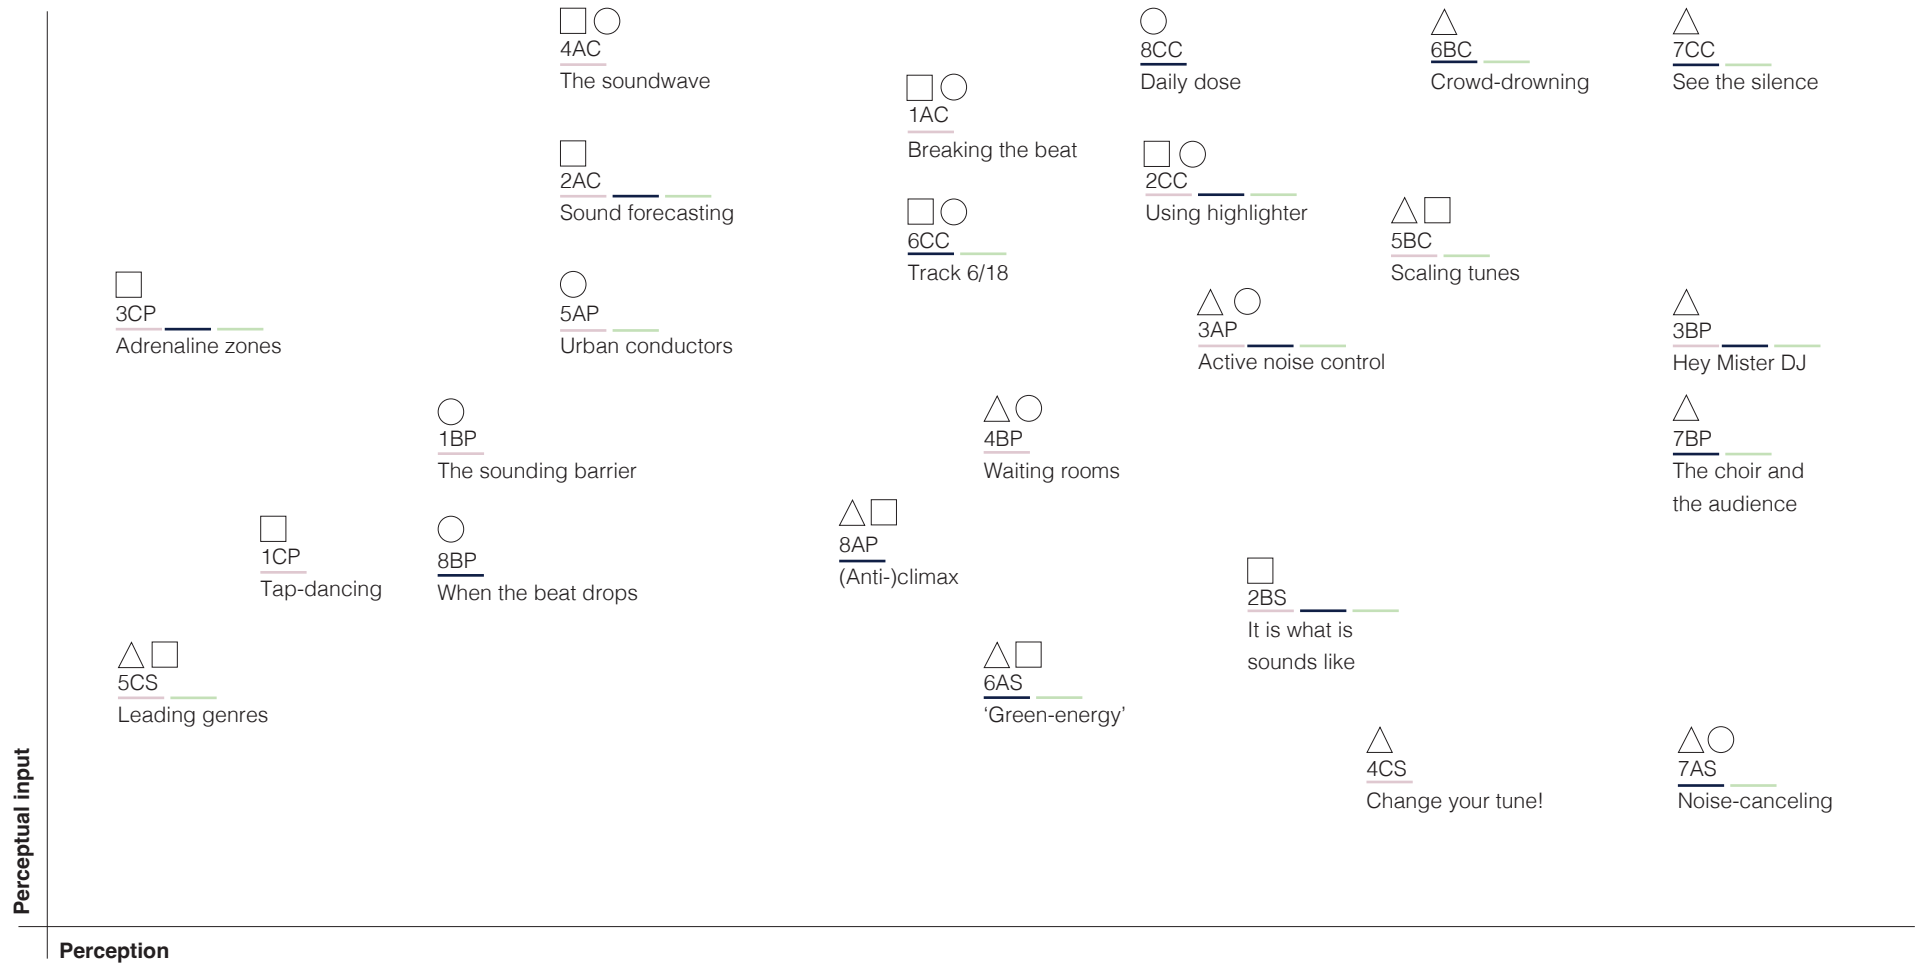 4AC
The soundwave
8CC
Daily dose
6BC
Crowd-drowning
7CC
See the silence
1AC
Breaking the beat
2AC
Sound forecasting
2CC
Using highlighter
6CC
Track 6/18
5BC
Scaling tunes
3CP
Adrenaline zones
5AP
Urban conductors
3AP
Active noise control
3BP
Hey Mister DJ
1BP
The sounding barrier
4BP
Waiting rooms
7BP
The choir and
the audience
1CP
Tap-dancing
8BP
When the beat drops
8AP
(Anti-)climax
2BS
It is what is
sounds like
5CS
Leading genres
6AS
‘Green-energy’
4CS
Change your tune!
7AS
Noise-canceling
Perceptual input
Perception